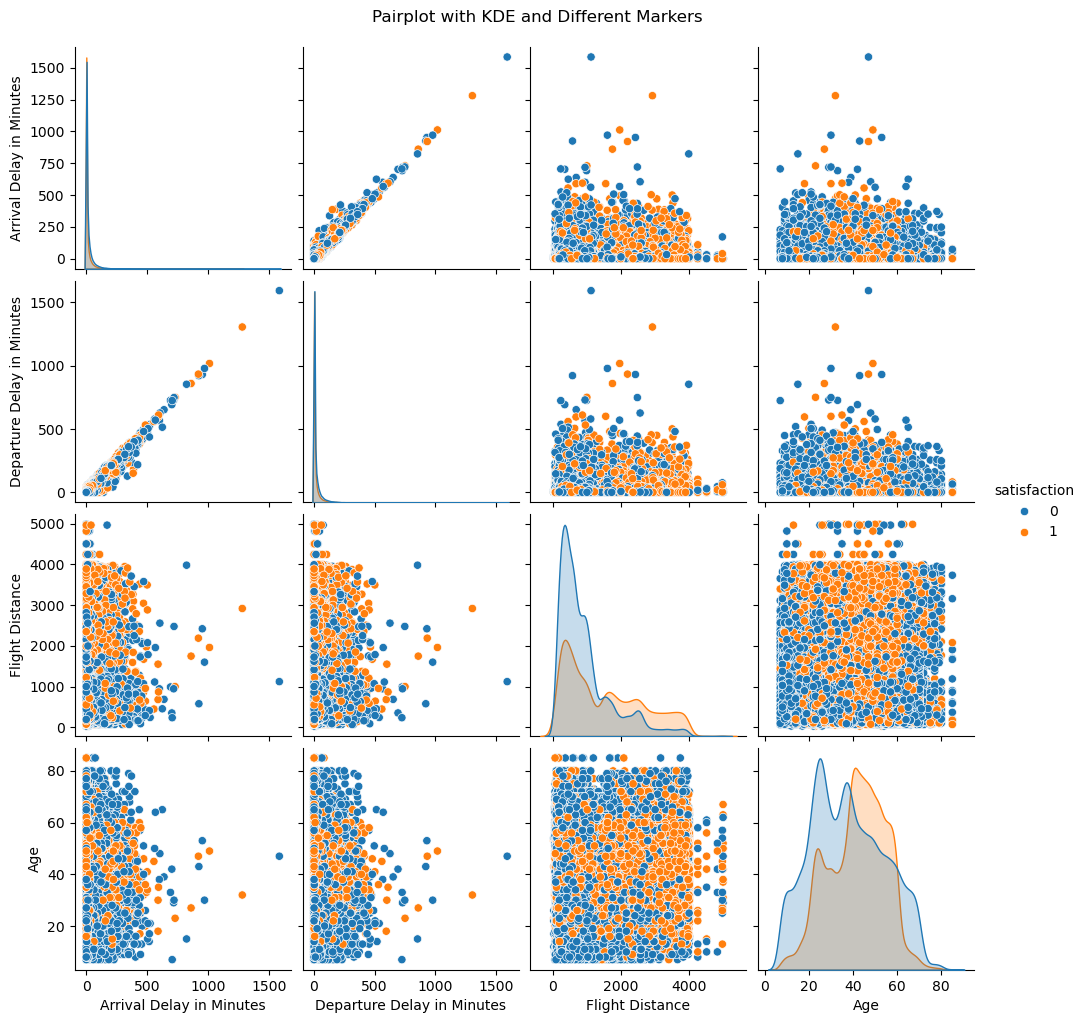 Pairplot with KDE and Different Markers
Arrival Delay in Minutes
1500
1250
1000
750
500
250
0
Departure Delay in Minutes
1500
1000
500
0
satisfaction
0
1
Flight Distance
5000
4000
3000
2000
1000
0
Age
80
60
40
20
0 500 1000 1500
0 500 1000 1500
0 2000 4000
0 20 40 60 80
Arrival Delay in Minutes
Departure Delay in Minutes
Flight Distance
Age